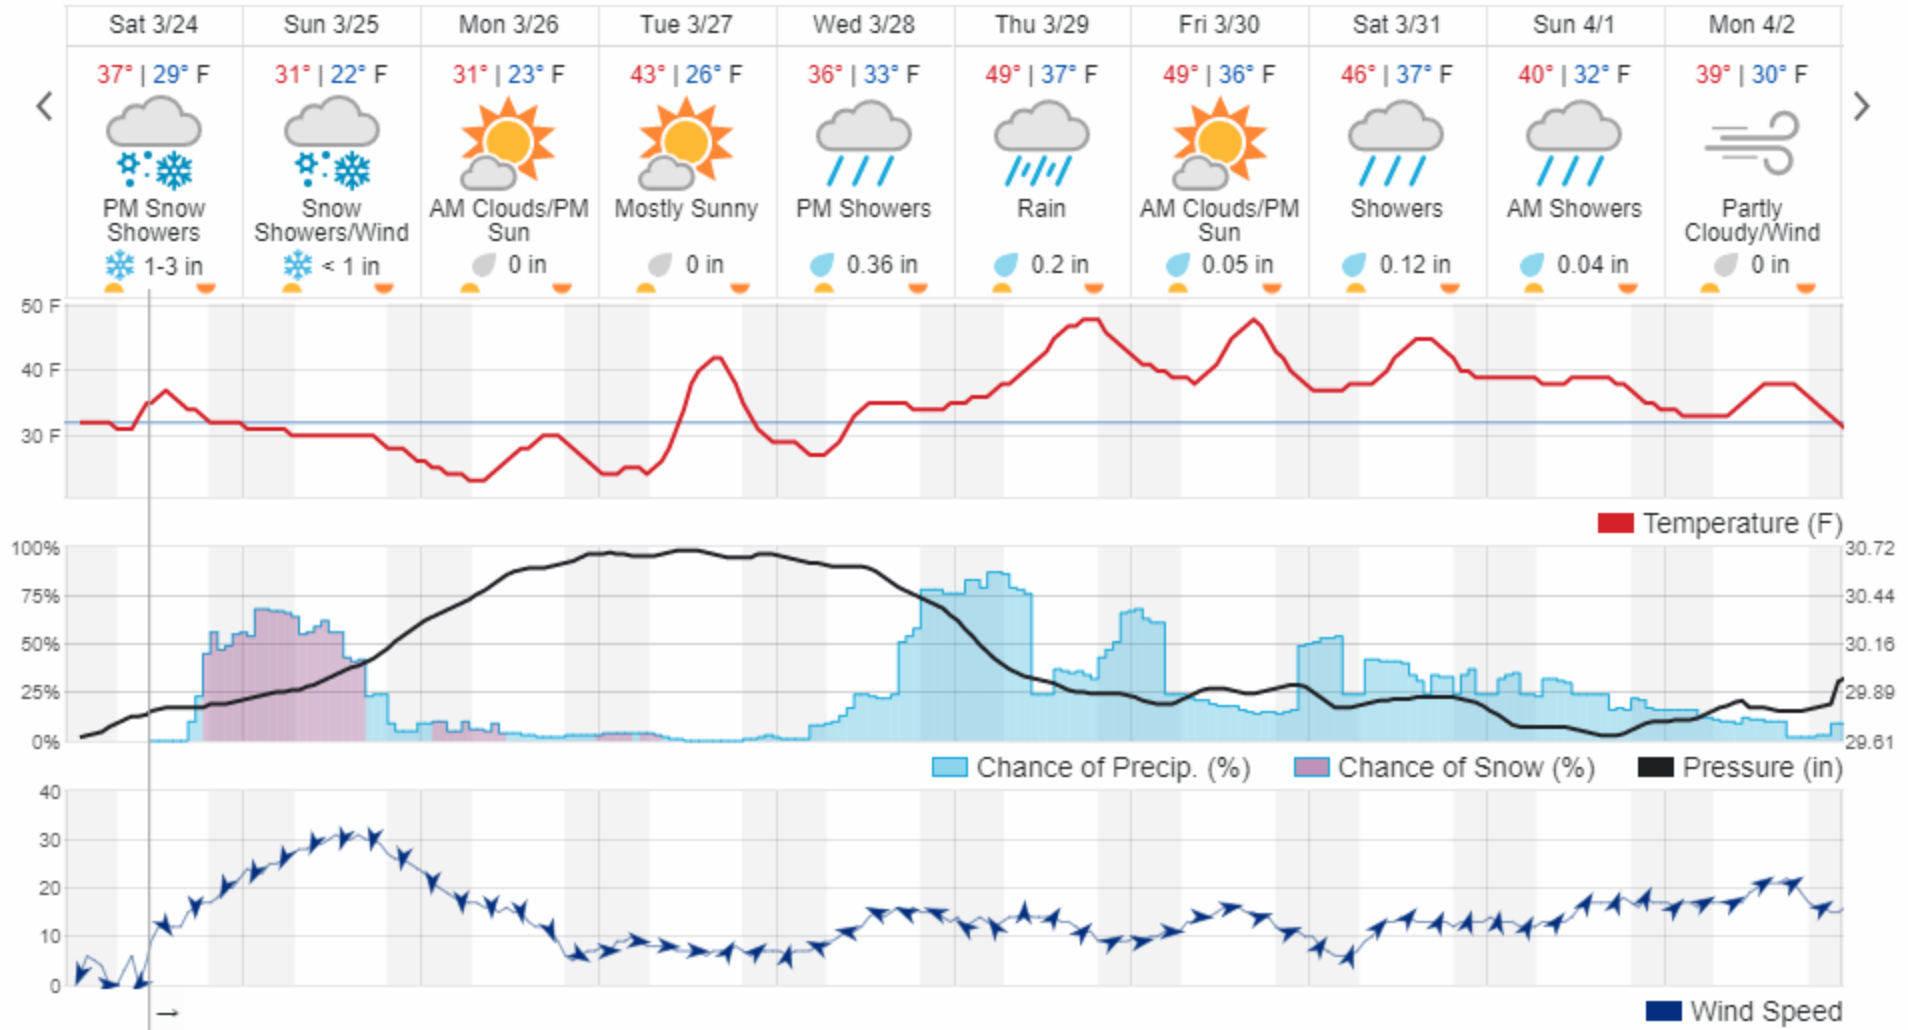 Sat 3/24 Sun 3/25 Mon 3/26 Tue 3/27 Wed 3/28 Thu 3/29 Fri 3/30 Sat 3/31 Sun 4/1 Mon 4/2
37° | 29° F 31° | 22° F 31° | 23° F 43° | 26° F 36° | 33° F 49° | 37° F 49° | 36° F 46° | 37° F 40° | 32° F 39° | 30° F
PM Snow Snow AM Clouds/PM Mostly Sunny PM Showers Rain AM Clouds/PM Showers AM Showers Partly
Showers Showers/Wind Sun Sun Cloudy/Wind
1-3 in < 1 in 0 in 0 in 0.36 in 0.2 in 0.05 in 0.12 in 0.04 in 0 in
50 F
40 F
30 F
Temperature (F)
100% 30.72
75% 30.44
50% 30.16
25% 29.89
0% 29.61
Chance of Precip. (%) Chance of Snow (%) Pressure (in)
40
30
20
10
0
→
Wind Speed